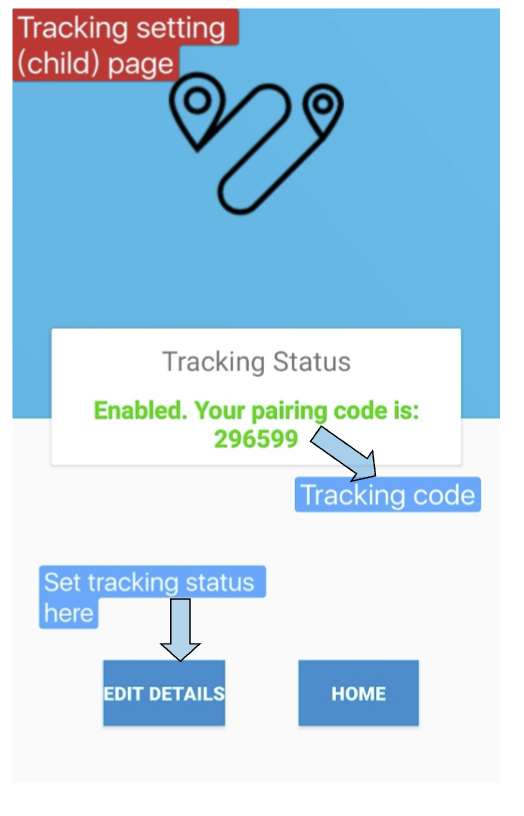 Tracking setting
(child) page
Tracking Status
Enabled. Your pairing code is:
296599
Tracking code
Set tracking status
here
EDIT DETAILS
HOME